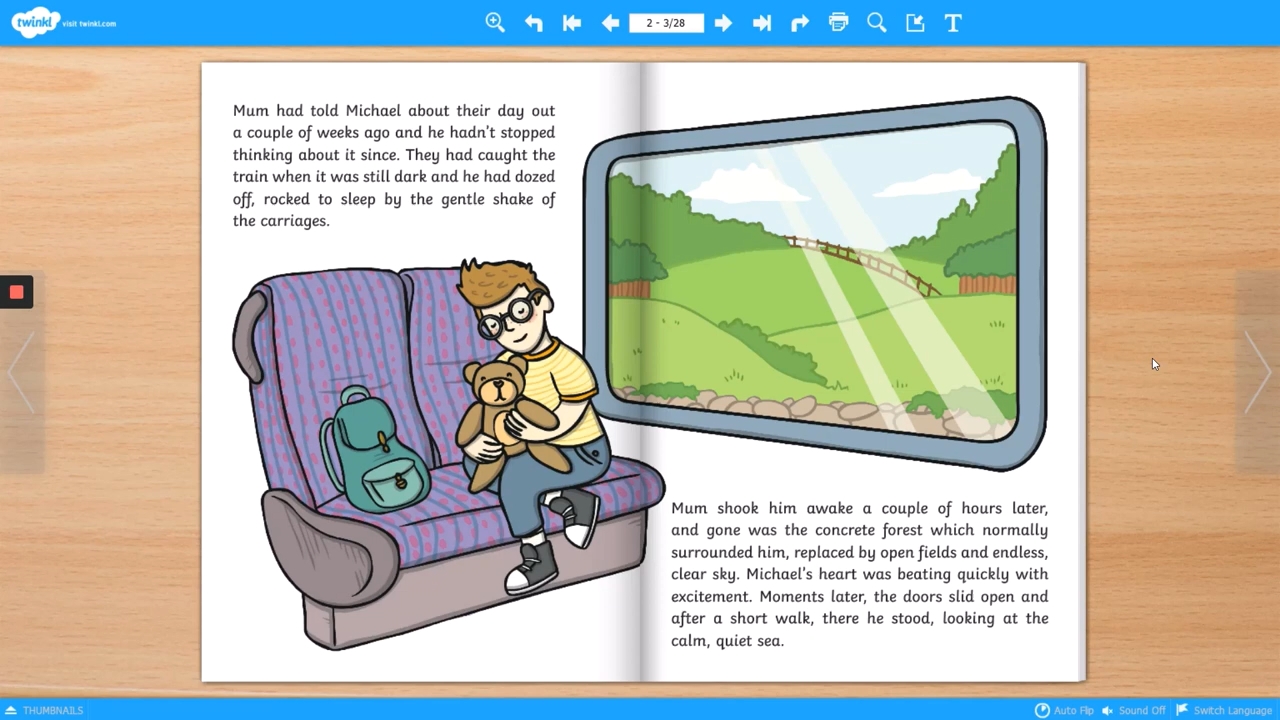 twinkl visit twinkl.com
2 - 3/28
T
Mum had told Michael about their day out
a couple of weeks ago and he hadn't stopped
thinking about it since. They had caught the
train when it was still dark and he had dozed
off, rocked to sleep by the gentle shake of
the carriages.
Mum shook him awake a couple of hours later,
and gone was the concrete forest which normally
surrounded him, replaced by open fields and endless,
clear sky. Michael's heart was beating quickly with
excitement. Moments later, the doors slid open and
after a short walk, there he stood, looking at the
calm, quiet sea.
THUMBNAILS
Auto Flip Sound Off Switch Language